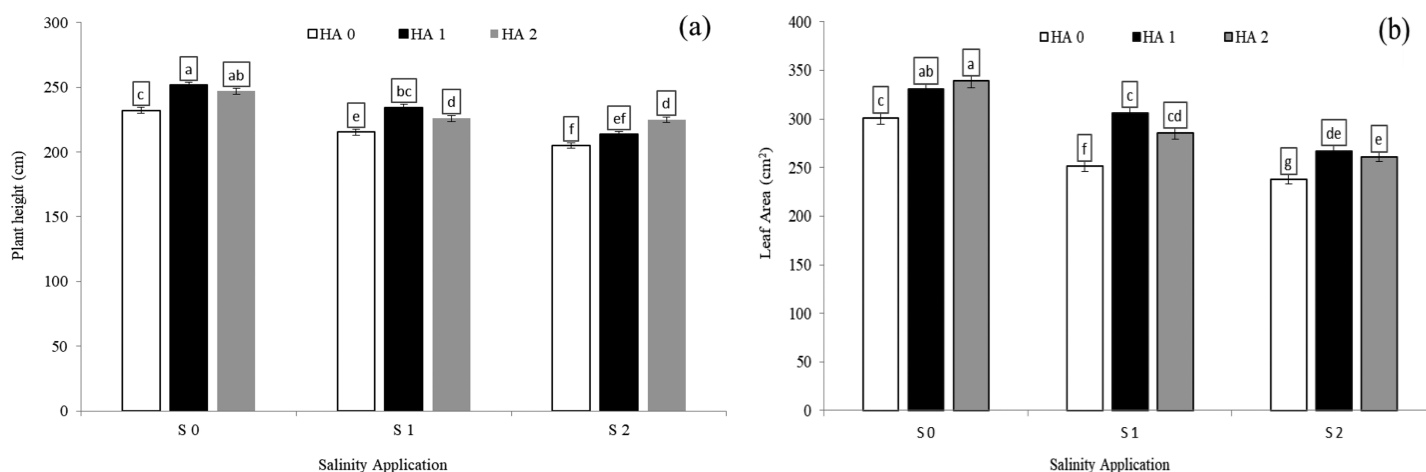 (a)
HA 0 HA 1 HA 2
Plant height (cm)
300
250
200
150
100
50
0
c a ab
e bc d
f ef d
S 0 S 1 S 2
Salinity Application
(b)
HA 0 HA 1 HA 2
Leaf Area (cm²)
400
350
300
250
200
150
100
50
0
c ab a
f c cd
g de e
S 0 S 1 S 2
Salinity Application